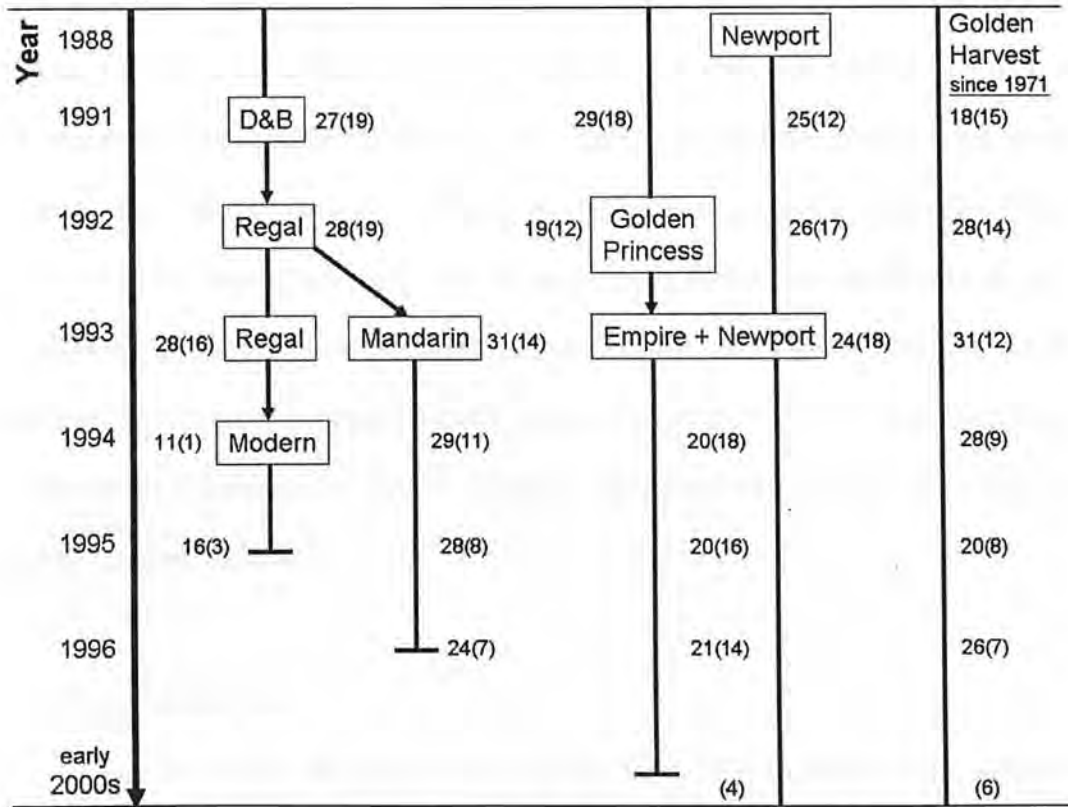 Year
1988
Newport
Golden
Harvest
since 1971
1991
D&B
27(19)
29(18)
25(12)
18(15)
1992
Regal
28(19)
19(12)
Golden
Princess
26(17)
28(14)
1993
28(16)
Regal
Mandarin
31(14)
Empire + Newport
24(18)
31(12)
1994
11(1)
Modern
29(11)
20(18)
28(9)
1995
16(3)
28(8)
20(16)
20(8)
1996
24(7)
21(14)
26(7)
early
2000s
(4)
(6)